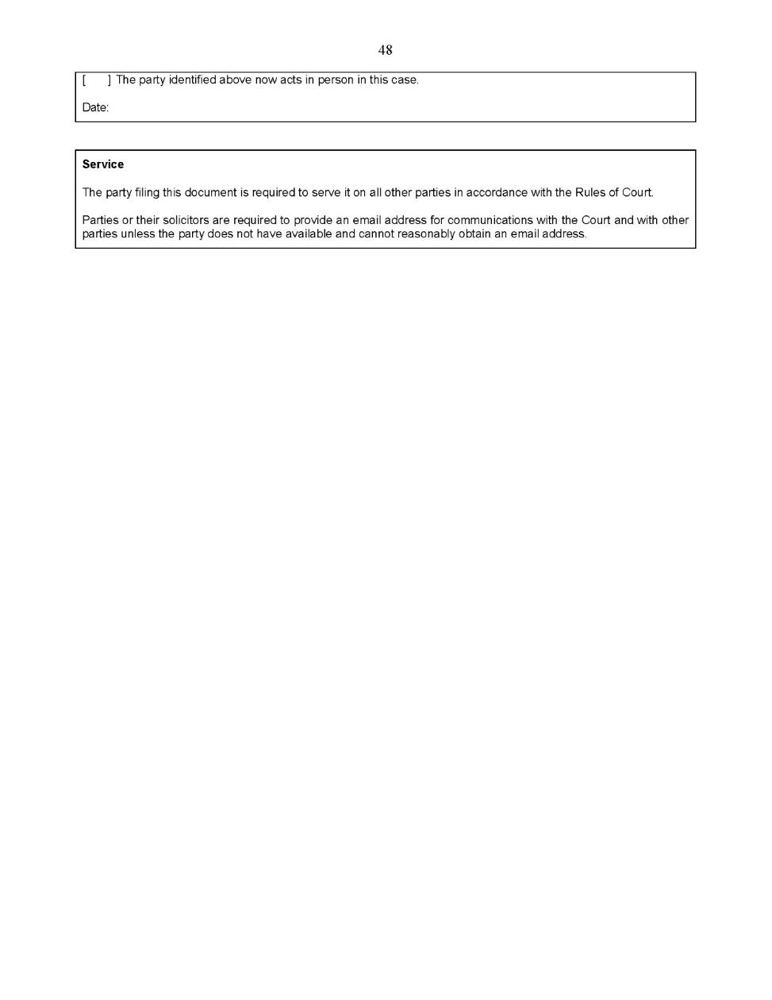 48
[ ] The party identified above now acts in person in this case.
Date:
Service
The party filing this document is required to serve it on all other parties in accordance with the Rules of Court.
Parties or their solicitors are required to provide an email address for communications with the Court and with other
parties unless the party does not have available and cannot reasonably obtain an email address.